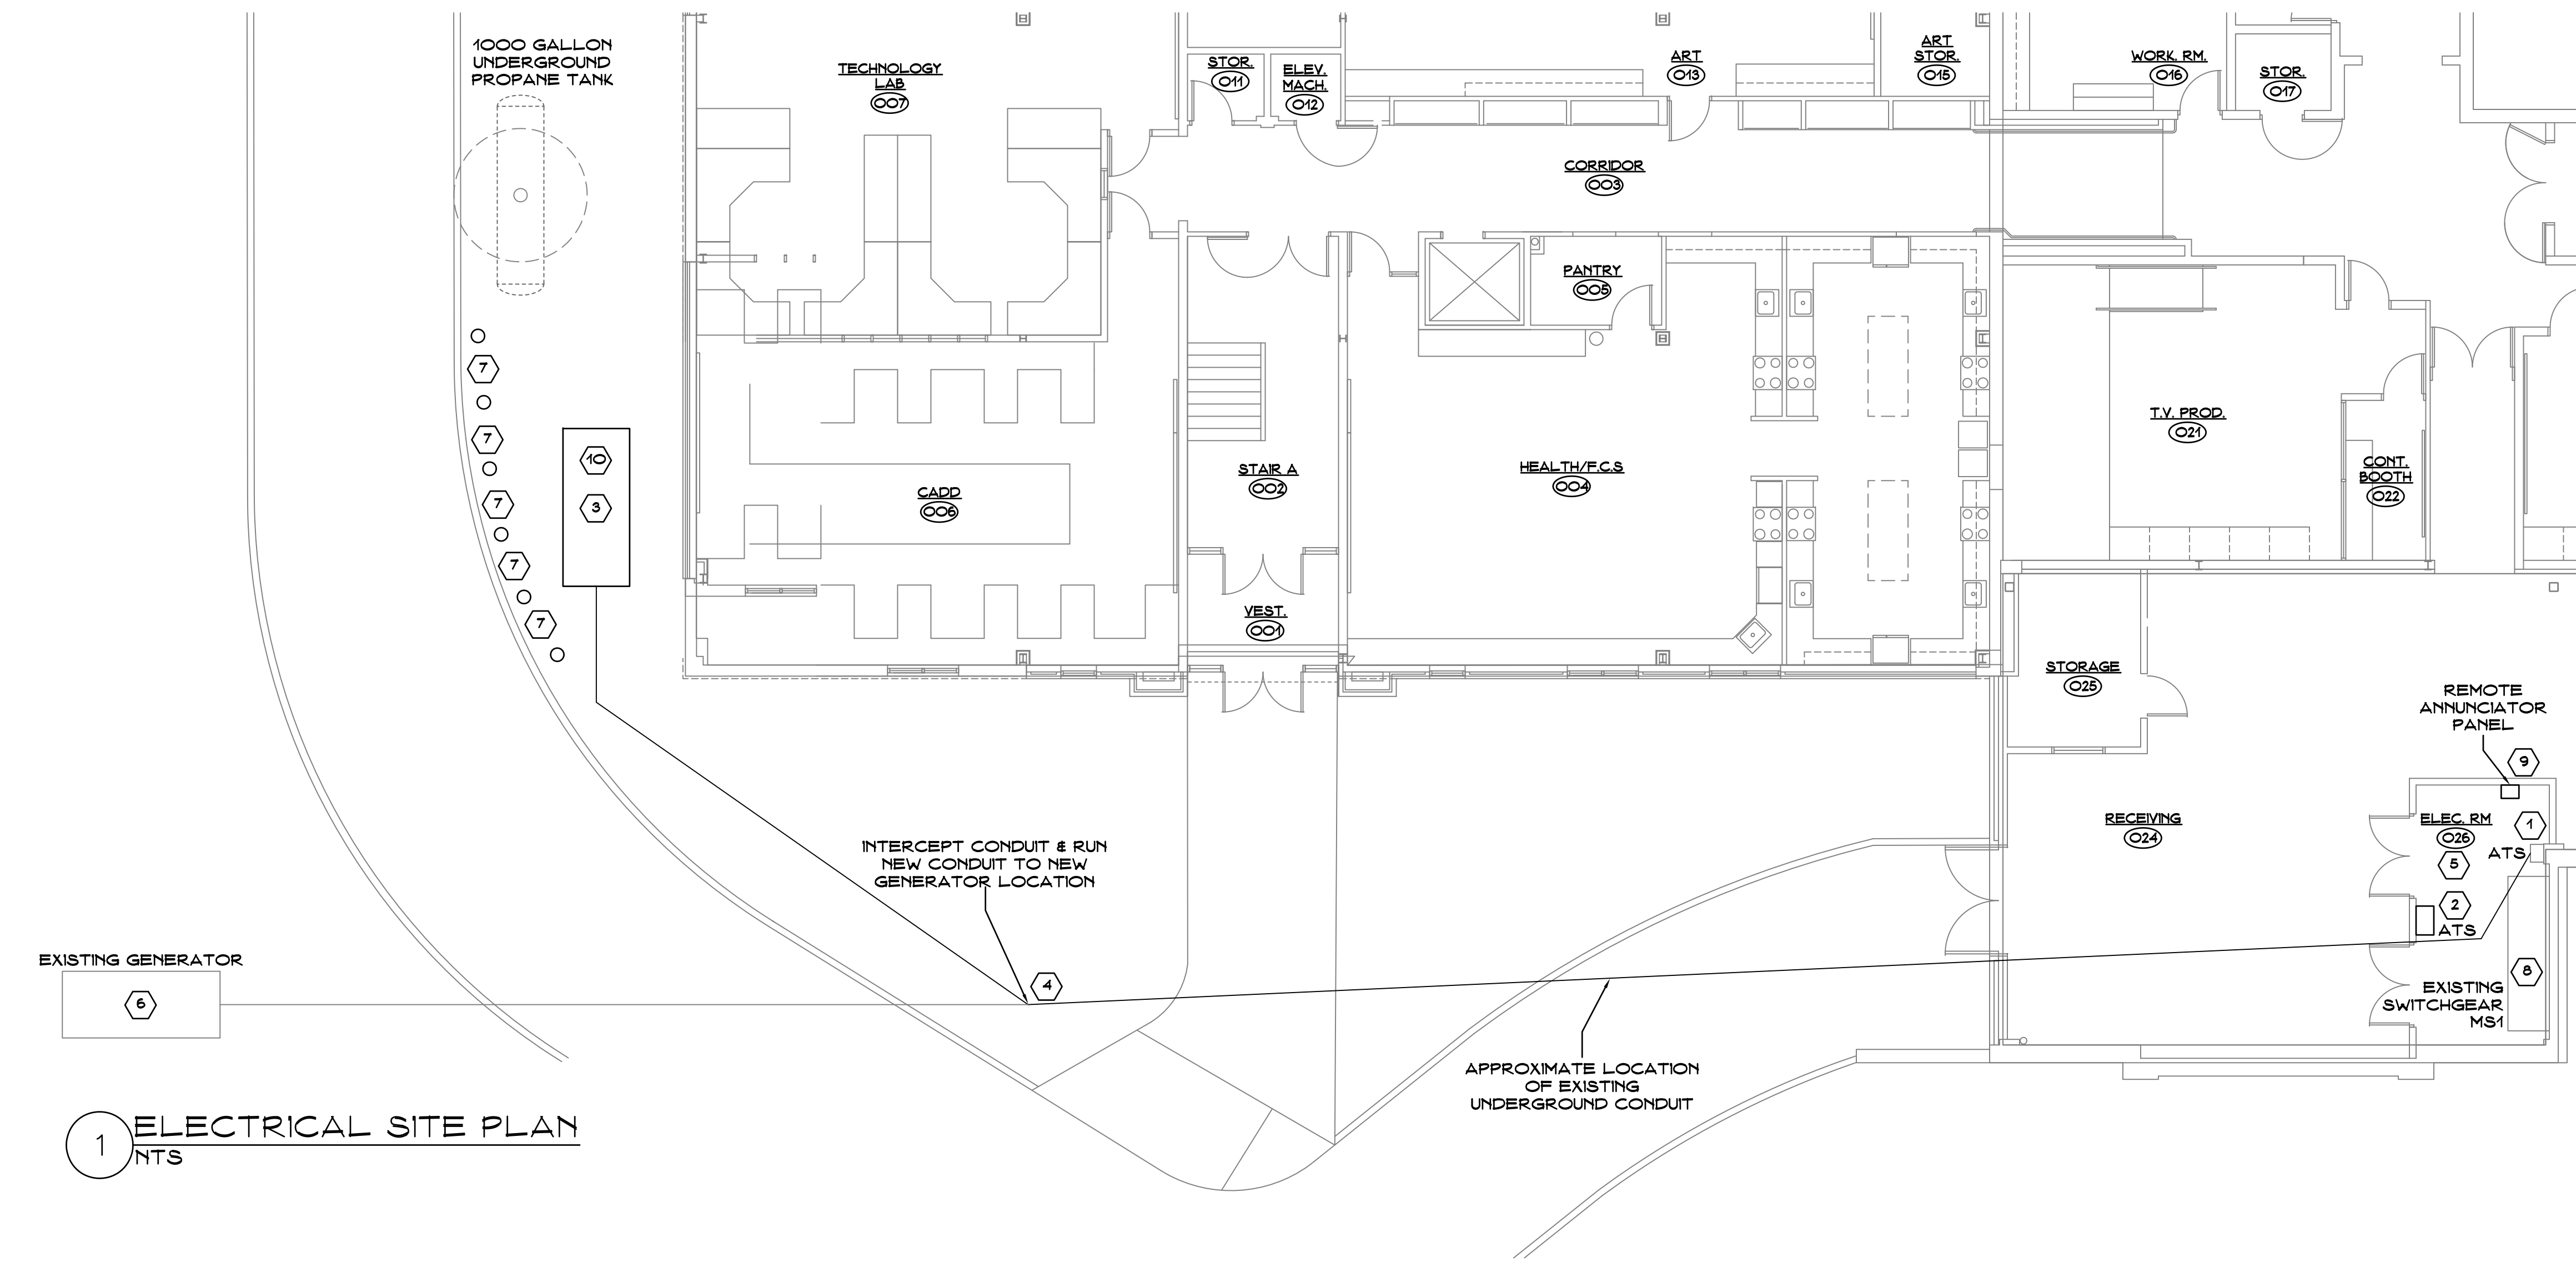 1000 GALLON
UNDERGROUND
PROPANE TANK
TECHNOLOGY
LAB
007
STOR.
011
ELEV.
MACH.
012
ART
013
ART
STOR.
015
WORK. RM.
016
STOR.
017
CORRIDOR
003
PANTRY
005
7
7
7
7
7
10
3
CADD
006
STAIR A
002
HEALTH/F.C.S
004
T.V. PROD.
021
CONT.
BOOTH
022
VEST.
001
STORAGE
025
REMOTE
ANNUNCIATOR
PANEL
9
RECEIVING
024
ELEC. RM
026
1
ATS
5
2
ATS
8
EXISTING
SWITCHGEAR
MS1
INTERCEPT CONDUIT & RUN
NEW CONDUIT TO NEW
GENERATOR LOCATION
4
EXISTING GENERATOR
6
APPROXIMATE LOCATION
OF EXISTING
UNDERGROUND CONDUIT
1 ELECTRICAL SITE PLAN
NTS